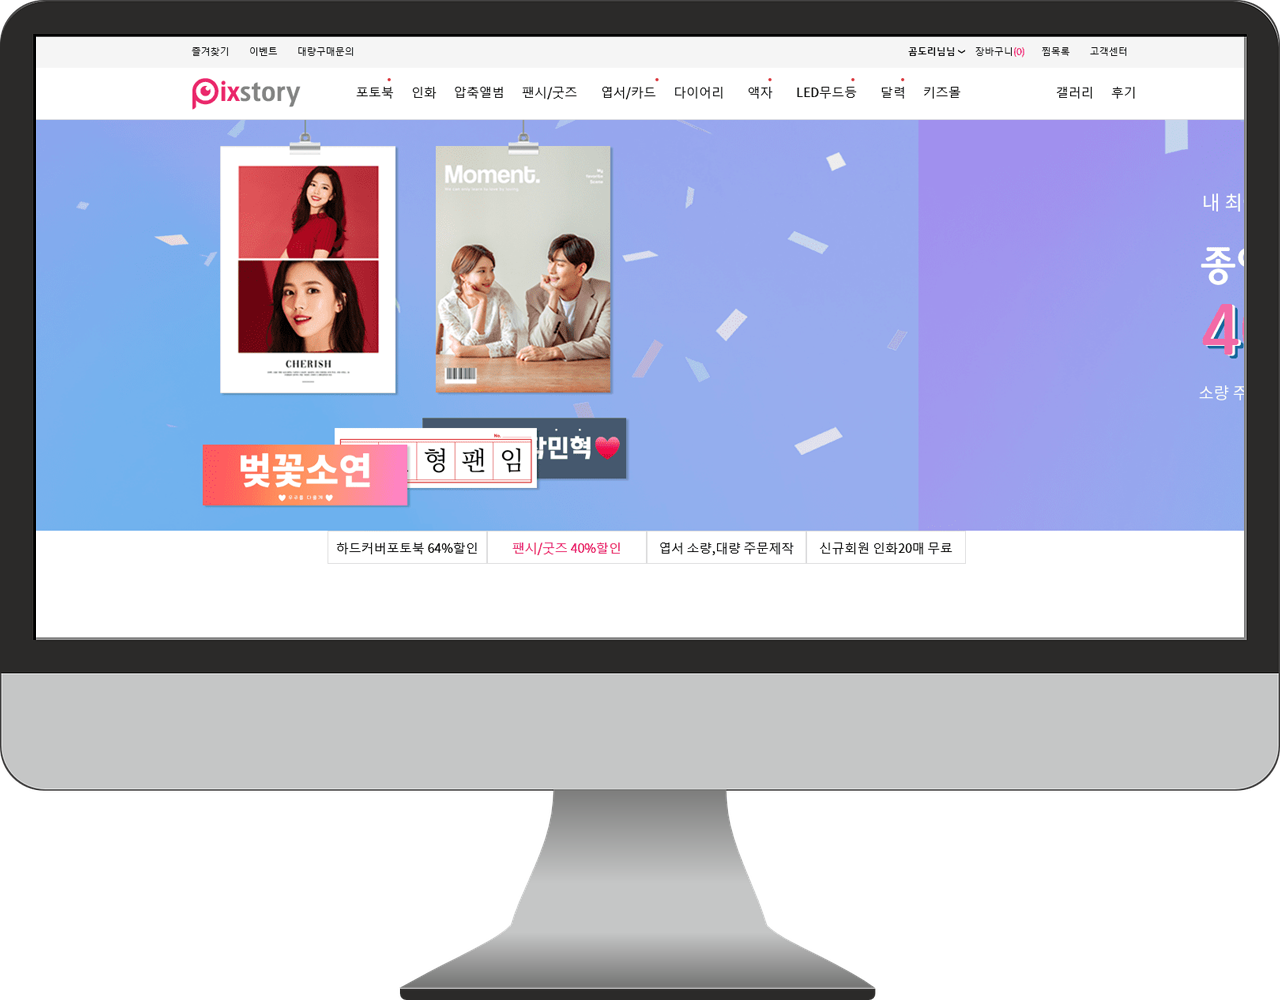 즐겨찾기 이벤트 대량구매문의 곰도리님님 장바구니(0) 찜목록 고객센터
Pixstory 포토북 인화 압축앨범 팬시/굿즈 엽서/카드 다이어리 액자 LED무드등 달력 키즈몰 갤러리 후기
Moment.
내 최
종이
4
소량 주
CHERISH
No.
민혁
형팬임
벚꽃소연
하드커버포토북 64%할인 팬시/굿즈 40%할인 엽서 소량,대량 주문제작 신규회원 인화20매 무료